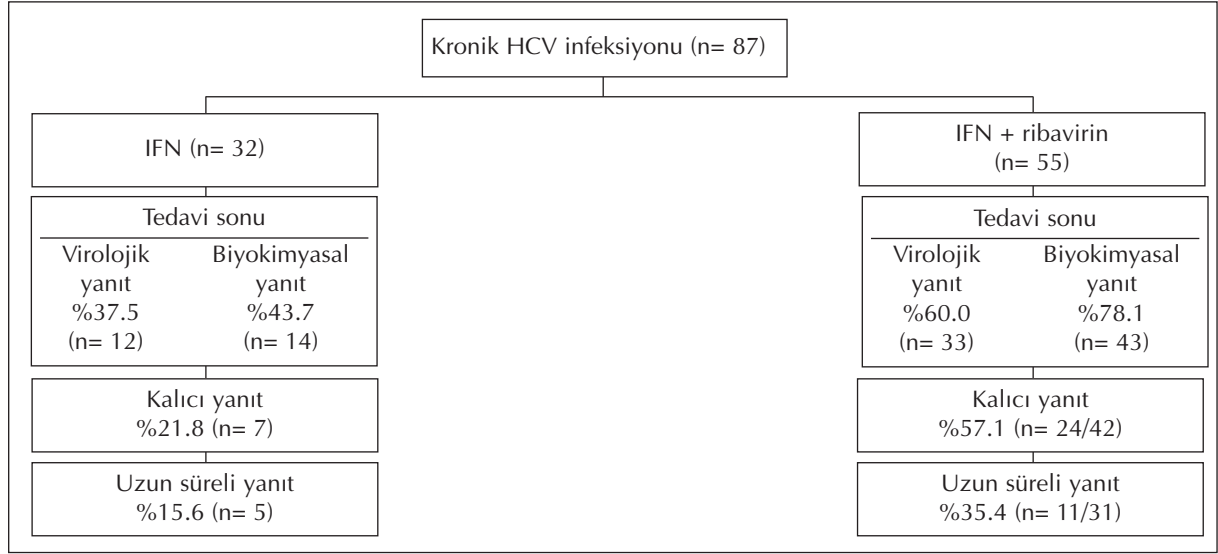 Kronik HCV infeksiyonu (n= 87)
IFN (n= 32)
Tedavi sonu
Virolojik
yanıt
%37.5
(n= 12)
Biyokimyasal
yanıt
%43.7
(n= 14)
Kalıcı yanıt
%21.8 (n= 7)
Uzun süreli yanıt
%15.6 (n= 5)
IFN + ribavirin
(n= 55)
Tedavi sonu
Virolojik
yanıt
%60.0
(n= 33)
Biyokimyasal
yanıt
%78.1
(n= 43)
Kalıcı yanıt
%57.1 (n= 24/42)
Uzun süreli yanıt
%35.4 (n= 11/31)